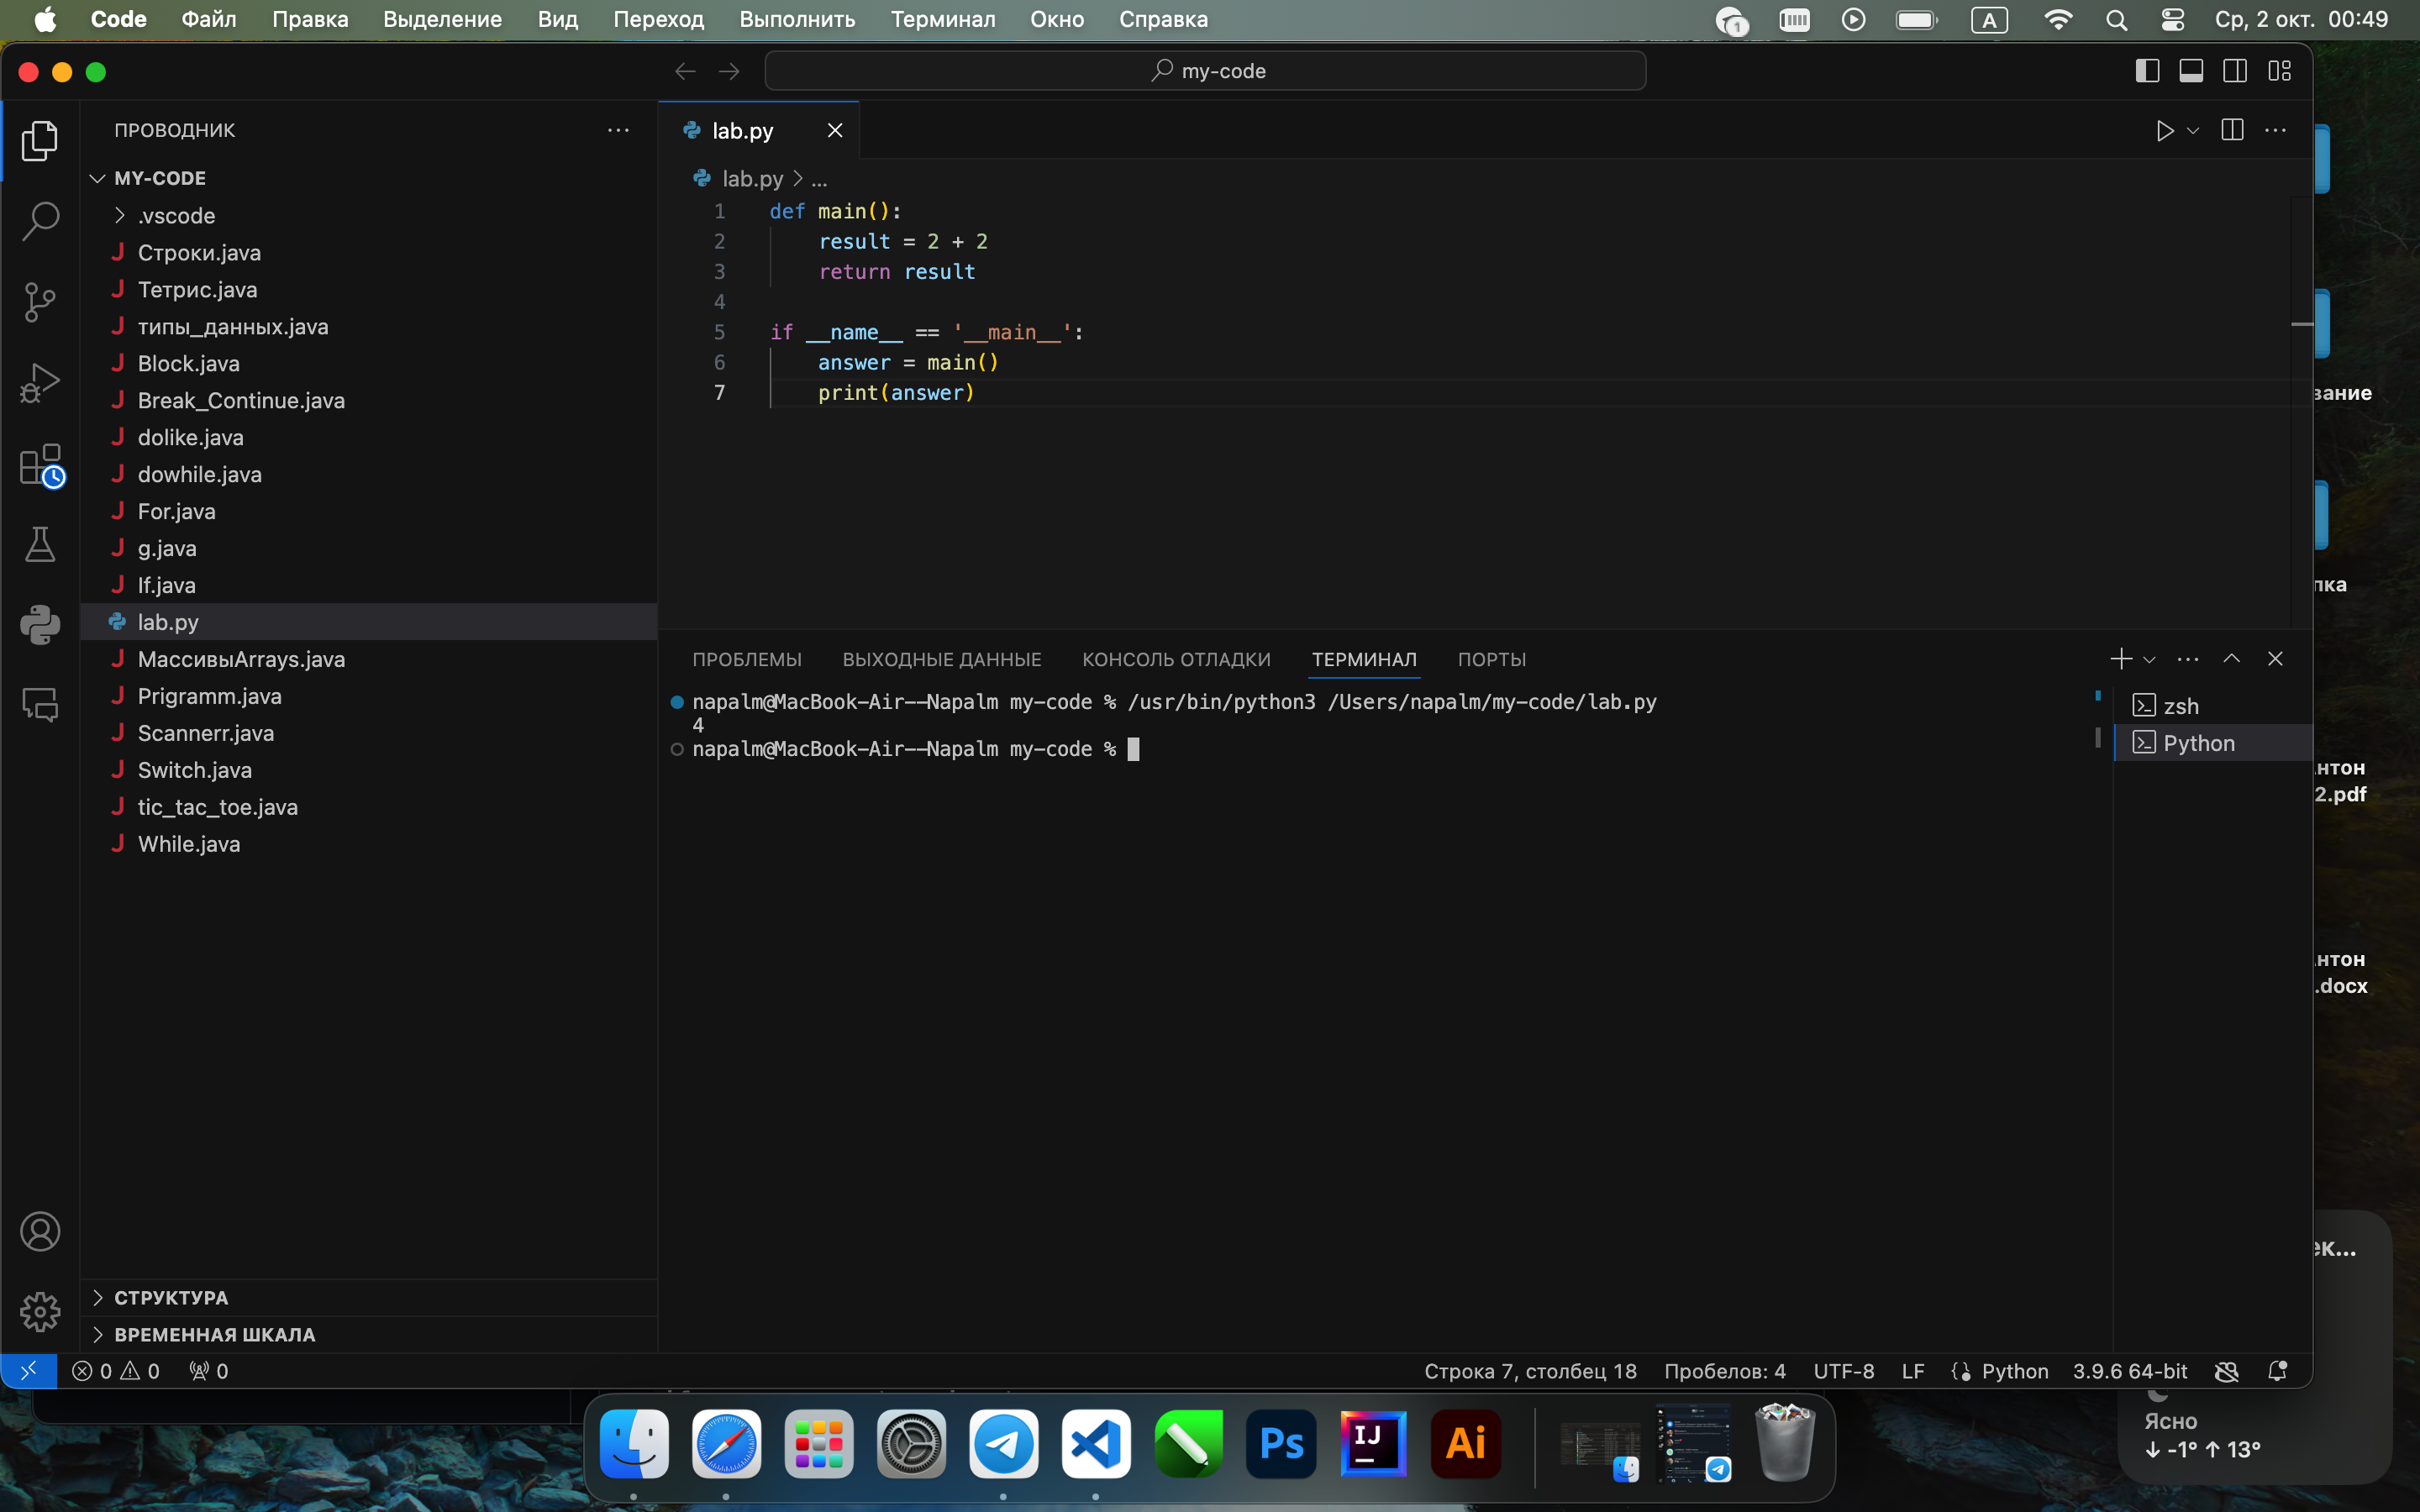 Code Файл Правка Выделение Вид Переход Выполнить Терминал Окно Справка 1 A Ср, 2 окт. 00:49
my-code
ПРОВОДНИК
MY-CODE
.vscode
J Строки.java
J Тетрис.java
J типы_данных.java
J Block.java
J Break_Continue.java
J dolike.java
J dowhile.java
J For.java
J g.java
J If.java
lab.py
J МассивыArrays.java
J Prigramm.java
J Scannerr.java
J Switch.java
J tic_tac_toe.java
J While.java
СТРУКТУРА
ВРЕМЕННАЯ ШКАЛА
lab.py
lab.py > ...
1 def main():
2 result = 2 + 2
3 return result
4
5 if __name__ == '__main__':
6 answer = main()
7 print(answer)
ПРОБЛЕМЫ ВЫХОДНЫЕ ДАННЫЕ КОНСОЛЬ ОТЛАДКИ ТЕРМИНАЛ ПОРТЫ
napalm@MacBook-Air--Napalm my-code % /usr/bin/python3 /Users/napalm/my-code/lab.py
4
napalm@MacBook-Air--Napalm my-code %
zsh
Python
0 0 0 Строка 7, столбец 18 Пробелов: 4 UTF-8 LF Python 3.9.6 64-bit
вание
пка
нтон
2.pdf
нтон
.docx
ек...
Ясно
↓ -1° ↑ 13°
Ps IJ Ai